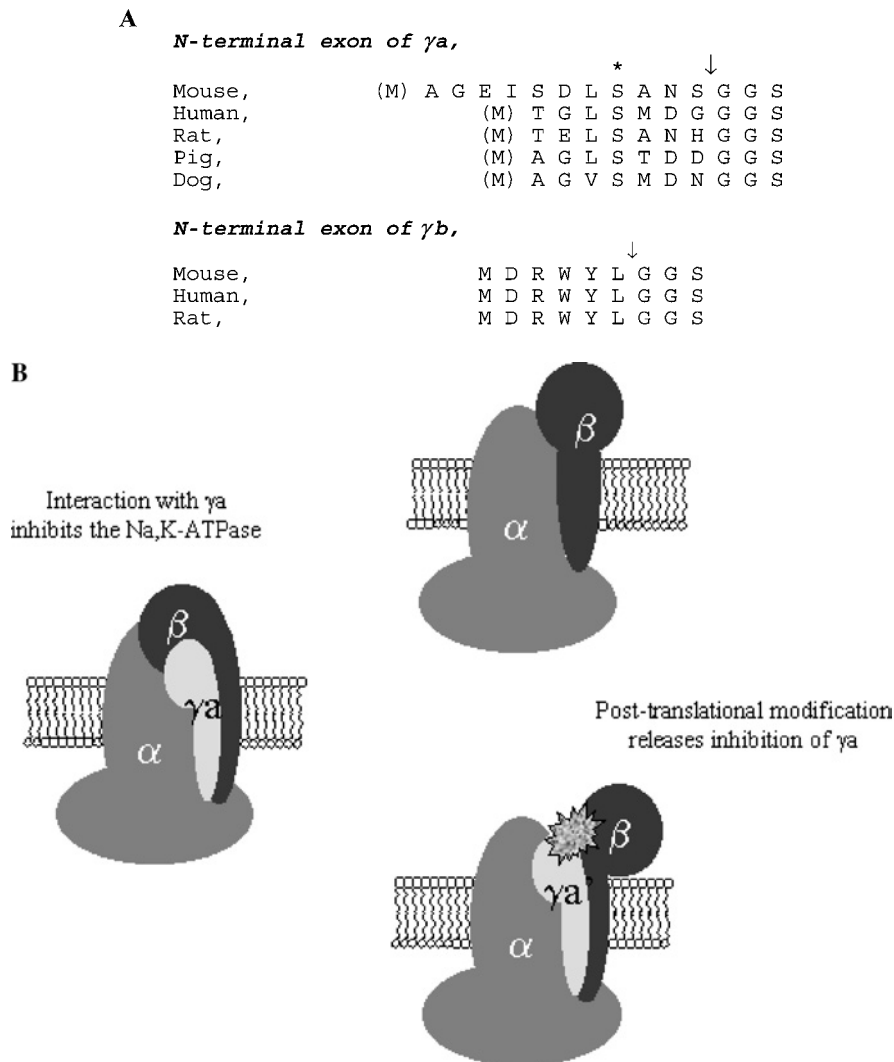 A
N-terminal exon of γa,
* ↓
Mouse, (M) A G E I S D L S A N S G G S
Human, (M) T G L S M D G G G S
Rat, (M) T E L S A N H G G S
Pig, (M) A G L S T D D G G S
Dog, (M) A G V S M D N G G S
N-terminal exon of γb,
↓
Mouse, M D R W Y L G G S
Human, M D R W Y L G G S
Rat, M D R W Y L G G S
B
β
α
Interaction with γa
inhibits the Na,K-ATPase
β
γa
α
Post-translational modification
releases inhibition of γa
β
γa'
α